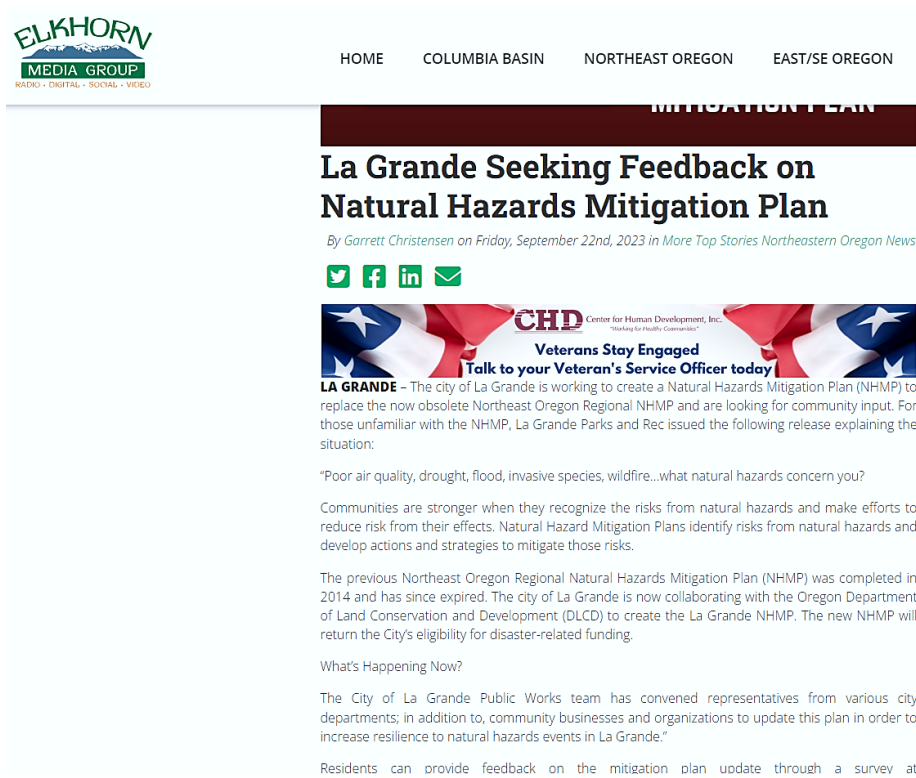 ELKHORN
MEDIA GROUP
RADIO • DIGITAL • SOCIAL • VIDEO
HOME COLUMBIA BASIN NORTHEAST OREGON EAST/SE OREGON
MITIGATION PLAN
La Grande Seeking Feedback on
Natural Hazards Mitigation Plan
By Garrett Christensen on Friday, September 22nd, 2023 in More Top Stories Northeastern Oregon News
CHD Center for Human Development, Inc.
"Working for Healthy Communities"
Veterans Stay Engaged
Talk to your Veteran's Service Officer today
LA GRANDE – The city of La Grande is working to create a Natural Hazards Mitigation Plan (NHMP) to
replace the now obsolete Northeast Oregon Regional NHMP and are looking for community input. For
those unfamiliar with the NHMP, La Grande Parks and Rec issued the following release explaining the
situation:
“Poor air quality, drought, flood, invasive species, wildfire…what natural hazards concern you?
Communities are stronger when they recognize the risks from natural hazards and make efforts to
reduce risk from their effects. Natural Hazard Mitigation Plans identify risks from natural hazards and
develop actions and strategies to mitigate those risks.
The previous Northeast Oregon Regional Natural Hazards Mitigation Plan (NHMP) was completed in
2014 and has since expired. The city of La Grande is now collaborating with the Oregon Department
of Land Conservation and Development (DLCD) to create the La Grande NHMP. The new NHMP will
return the City’s eligibility for disaster-related funding.
What’s Happening Now?
The City of La Grande Public Works team has convened representatives from various city
departments; in addition to, community businesses and organizations to update this plan in order to
increase resilience to natural hazards events in La Grande.”
Residents can provide feedback on the mitigation plan update through a survey at